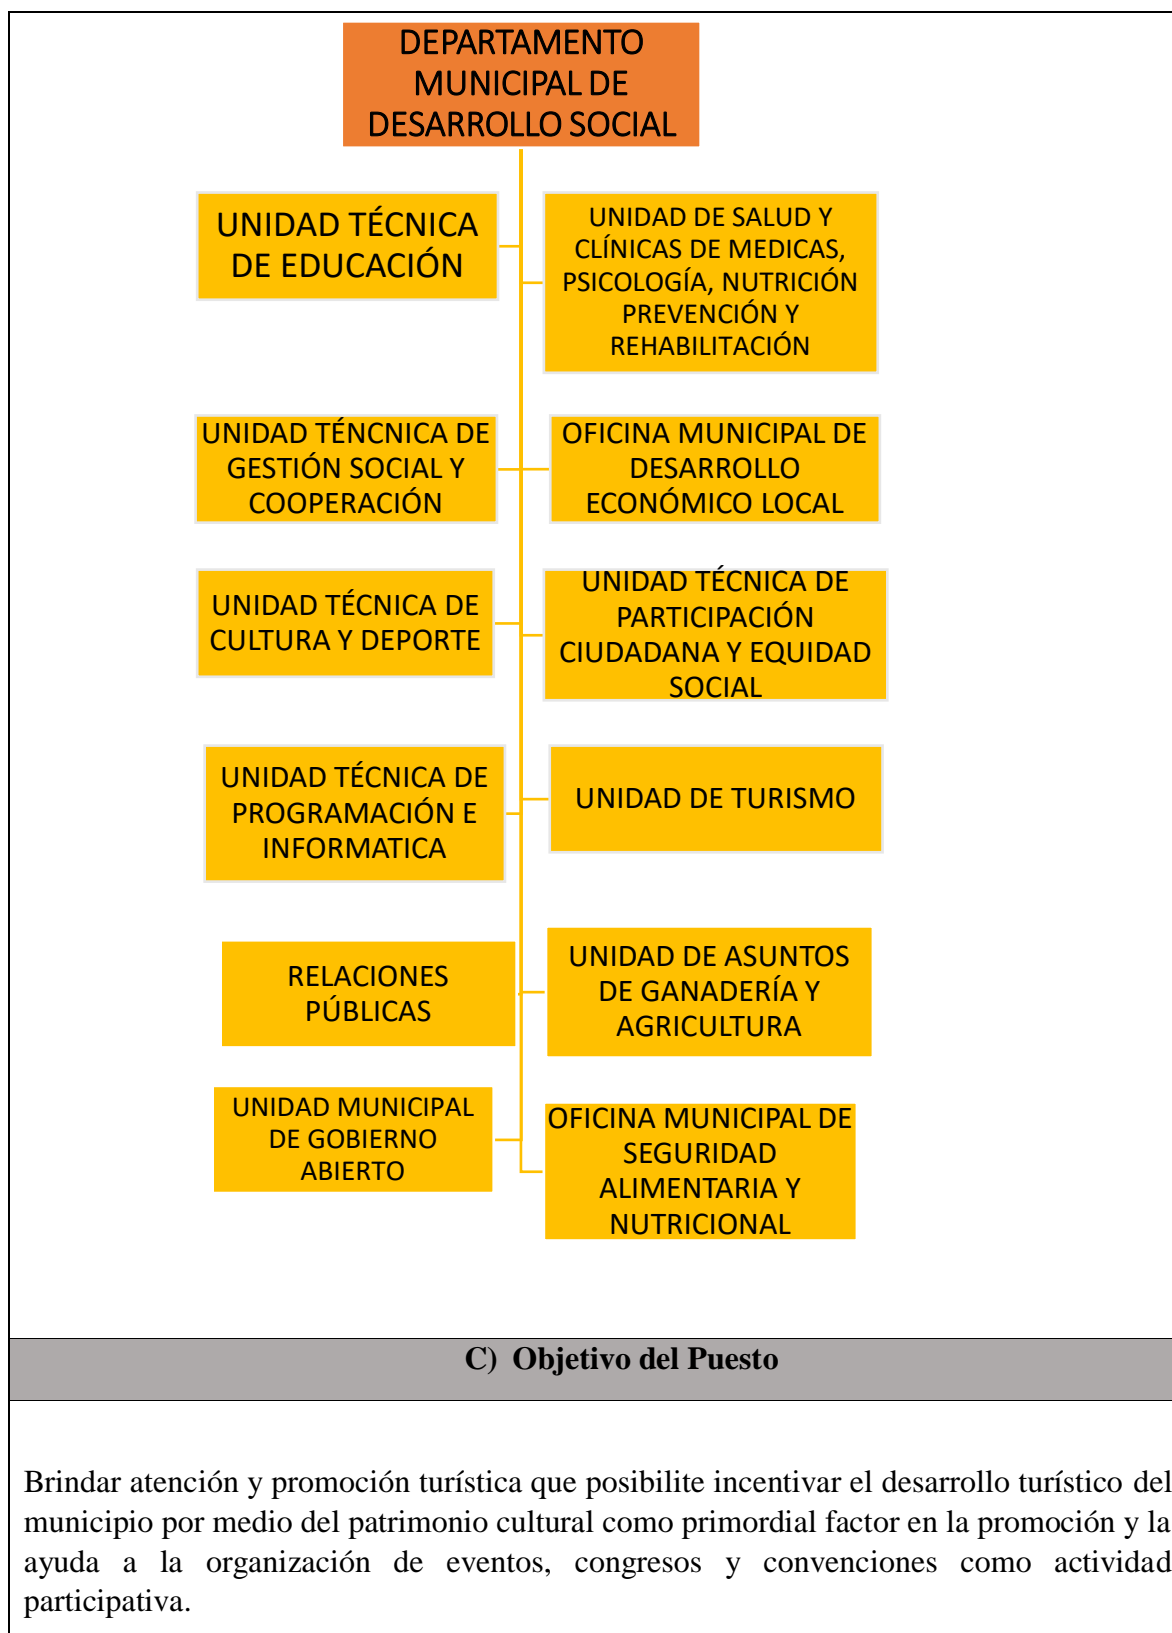 DEPARTAMENTO
MUNICIPAL DE
DESARROLLO SOCIAL
UNIDAD TÉCNICA
DE EDUCACIÓN
UNIDAD DE SALUD Y
CLÍNICAS DE MEDICAS,
PSICOLOGÍA, NUTRICIÓN
PREVENCIÓN Y
REHABILITACIÓN
UNIDAD TÉNCNICA DE
GESTIÓN SOCIAL Y
COOPERACIÓN
OFICINA MUNICIPAL DE
DESARROLLO
ECONÓMICO LOCAL
UNIDAD TÉCNICA DE
CULTURA Y DEPORTE
UNIDAD TÉCNICA DE
PARTICIPACIÓN
CIUDADANA Y EQUIDAD
SOCIAL
UNIDAD TÉCNICA DE
PROGRAMACIÓN E
INFORMATICA
UNIDAD DE TURISMO
RELACIONES
PÚBLICAS
UNIDAD DE ASUNTOS
DE GANADERÍA Y
AGRICULTURA
UNIDAD MUNICIPAL
DE GOBIERNO
ABIERTO
OFICINA MUNICIPAL DE
SEGURIDAD
ALIMENTARIA Y
NUTRICIONAL
C) Objetivo del Puesto
Brindar atención y promoción turística que posibilite incentivar el desarrollo turístico del
municipio por medio del patrimonio cultural como primordial factor en la promoción y la
ayuda a la organización de eventos, congresos y convenciones como actividad
participativa.